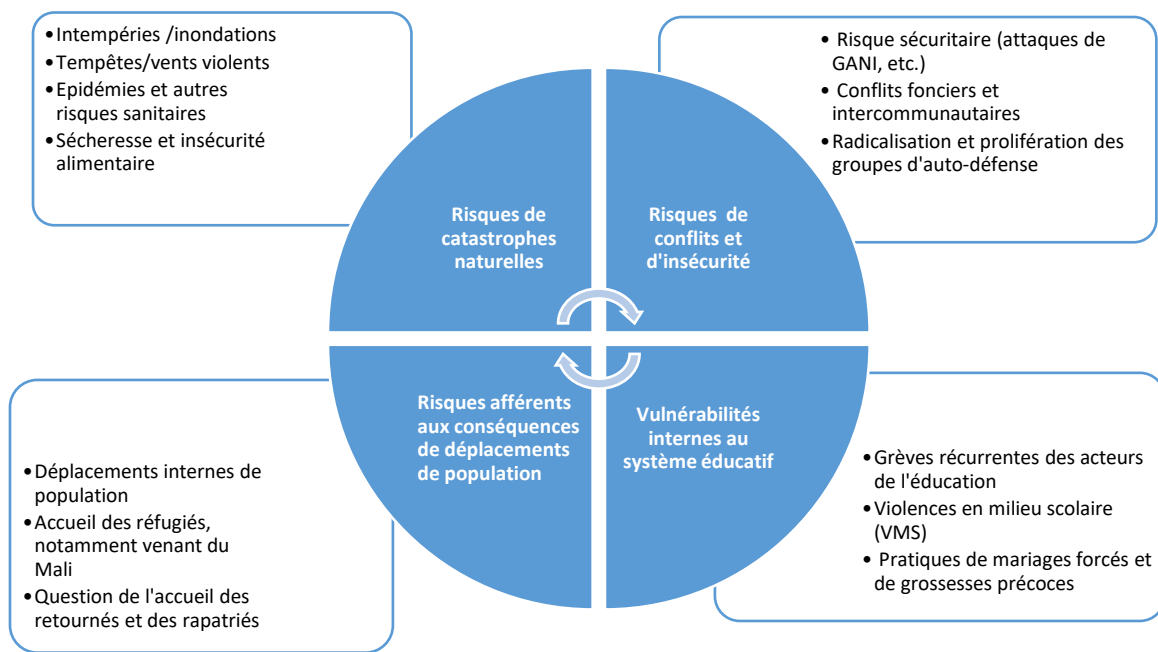 •Intempéries /inondations
•Tempêtes/vents violents
•Epidémies et autres
risques sanitaires
•Sécheresse et insécurité
alimentaire
• Risque sécuritaire (attaques de
GANI, etc.)
• Conflits fonciers et
intercommunautaires
•Radicalisation et prolifération des
groupes d'auto-défense
Risques de
catastrophes
naturelles
Risques de
conflits et
d'insécurité
Risques afférents
aux conséquences
de déplacements
de population
Vulnérabilités
internes au
système éducatif
•Déplacements internes de
population
•Accueil des réfugiés,
notamment venant du
Mali
•Question de l'accueil des
retournés et des rapatriés
•Grèves récurrentes des acteurs
de l'éducation
•Violences en milieu scolaire
(VMS)
• Pratiques de mariages forcés et
de grossesses précoces